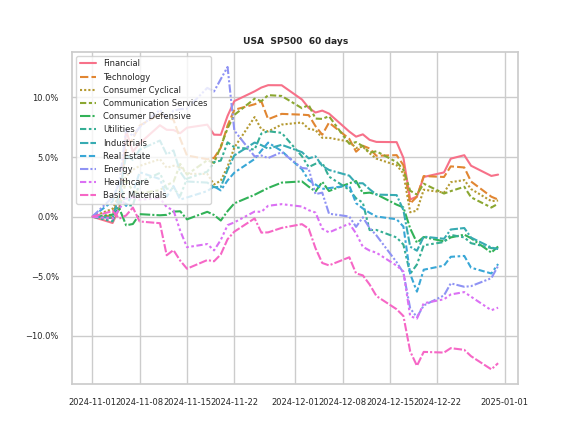 USA  SP500  60 days
Financial
Technology
Consumer Cyclical
Communication Services
Consumer Defensive
Utilities
Industrials
Real Estate
Energy
Healthcare
Basic Materials
10.0%
5.0%
0.0%
−5.0%
−10.0%
2024-11-01 2024-11-08 2024-11-15 2024-11-22 2024-12-01 2024-12-08 2024-12-15 2024-12-22 2025-01-01